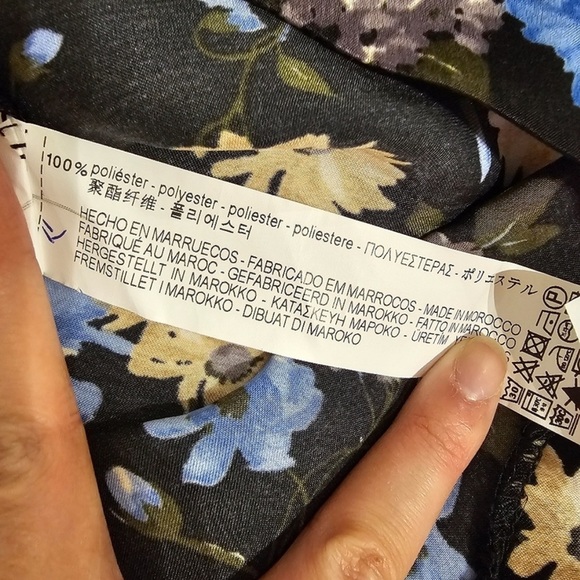 100% poliéster - polyester - poliester - poliestere - ΠΟΛΥΕΣΤΕΡΑΣ - ポリエステル
聚酯纤维 - 폴리에스터
HECHO EN MARRUECOS - FABRICADO EM MARROCOS - MADE IN MOROCCO
FABRIQUÉ AU MAROC - GEFABRICEERD IN MAROKKO - FATTO IN MAROCCO
HERGESTELLT IN MAROKKO - ΚΑΤΑΣΚΕΥΗ ΜΑΡΟΚΟ - ÜRETİM
FREMSTILLET I MAROKKO - DIBUAT DI MAROKO